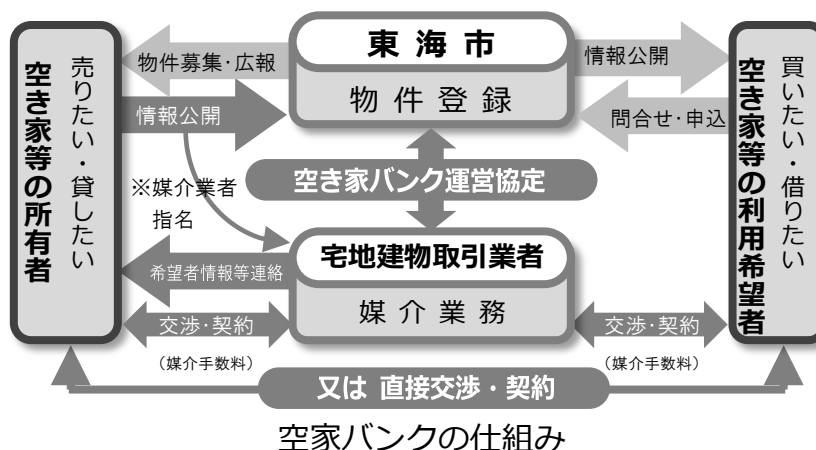 東海市
物件登録
物件募集・広報
情報公開
情報公開
問合せ・申込
売りたい・貸したい
空き家等の所有者
買いたい・借りたい
空き家等の利用希望者
※媒介業者
指名
空き家バンク運営協定
宅地建物取引業者
媒介業務
希望者情報等連絡
交渉・契約
（媒介手数料）
交渉・契約
（媒介手数料）
又は 直接交渉・契約
空家バンクの仕組み